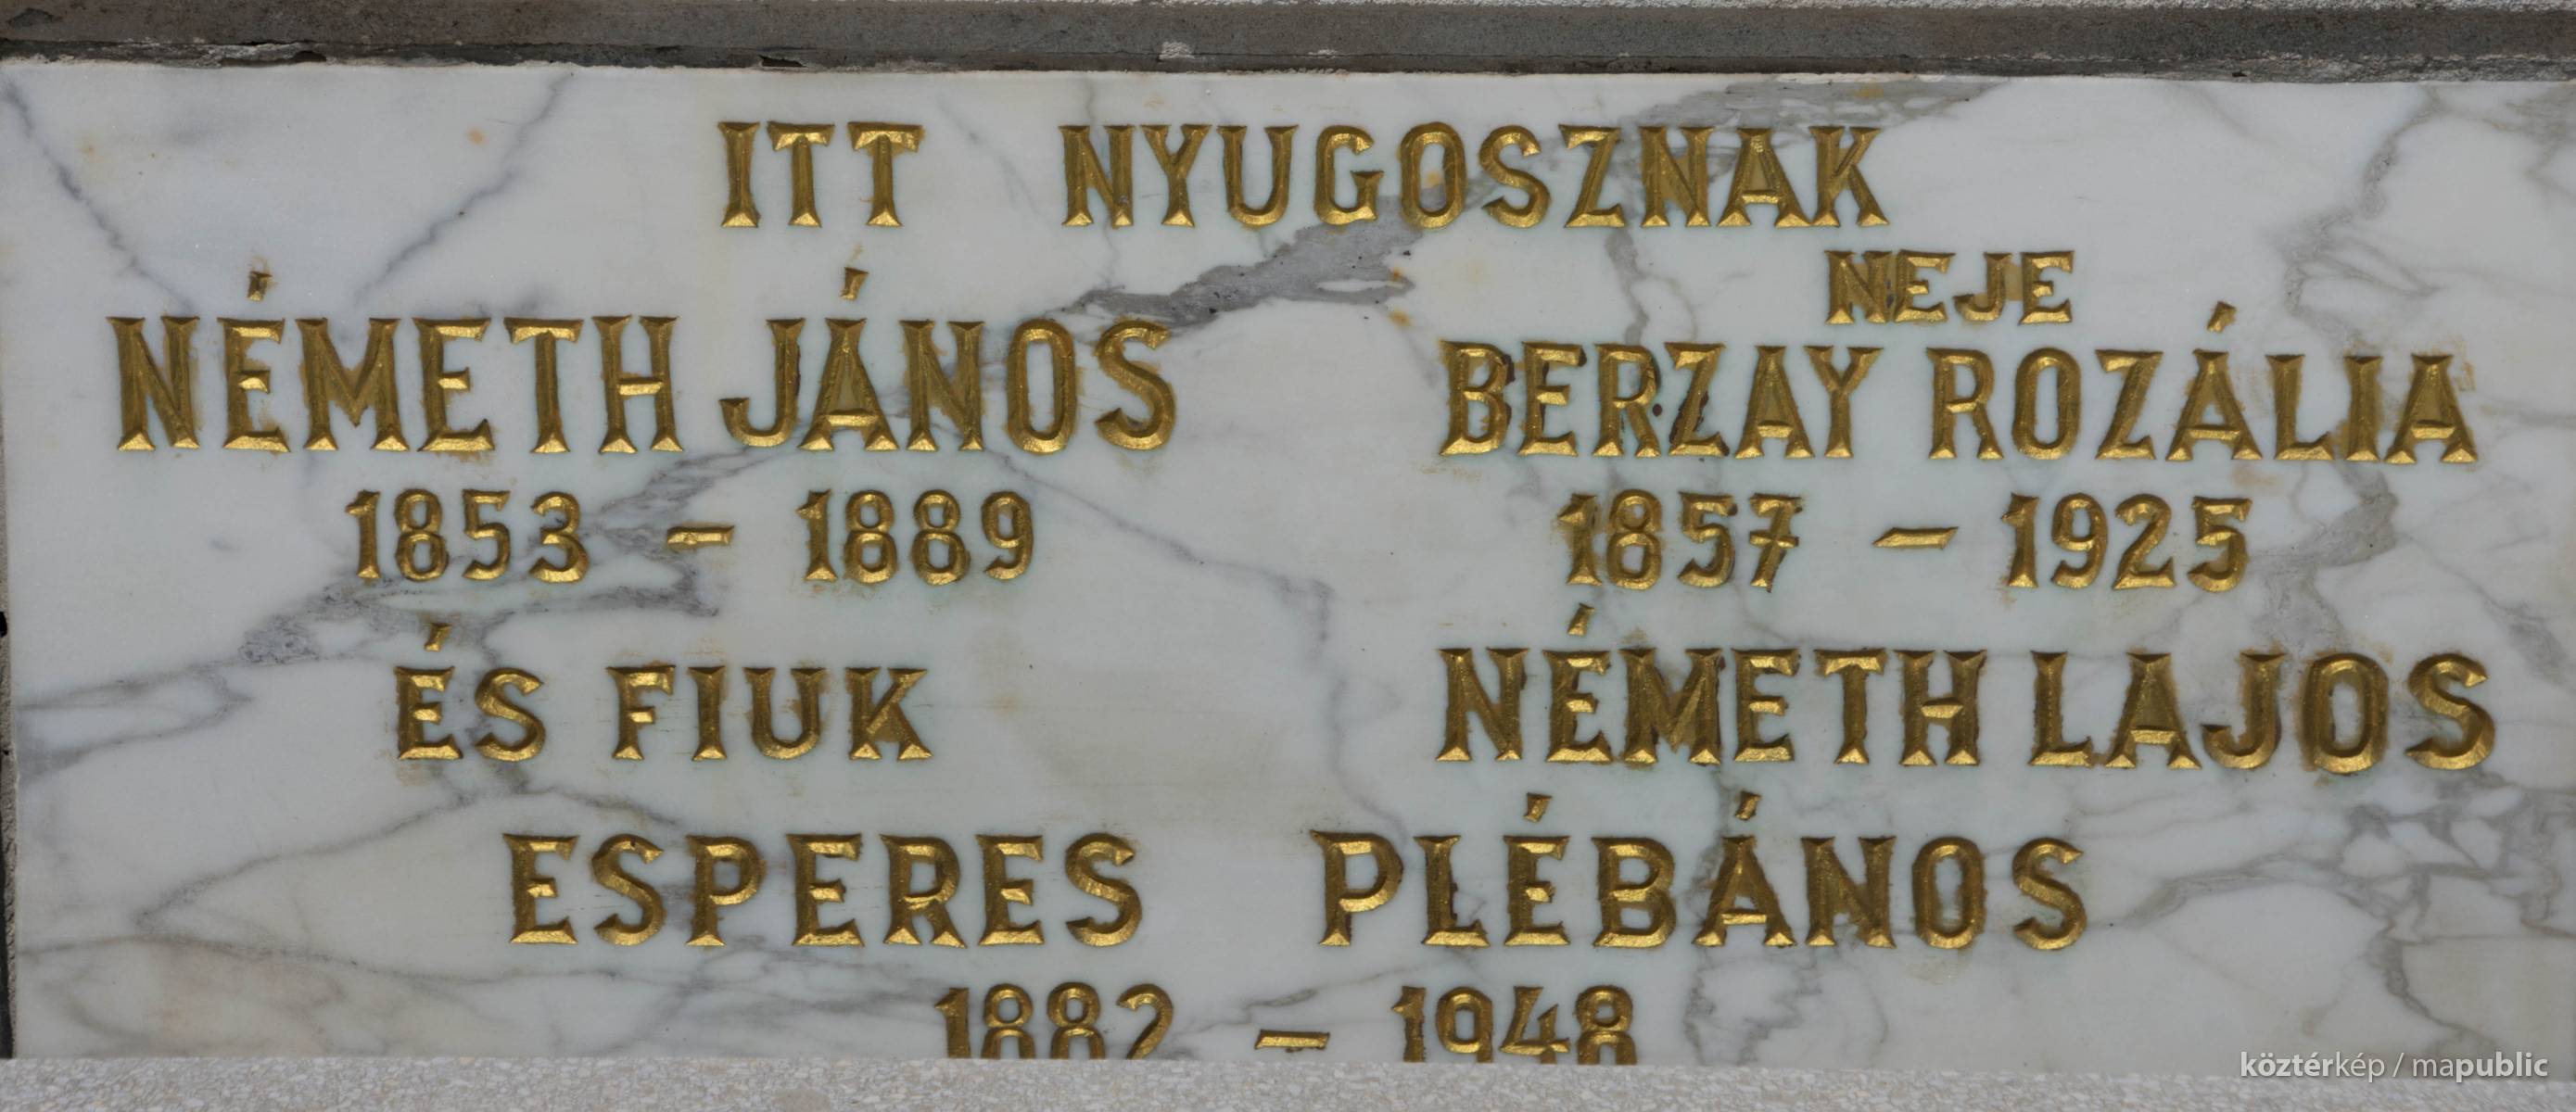 ITT NYUGOSZNAK
NÉMETH JÁNOS
1853 – 1889
NEJE
BERZAY ROZÁLIA
1857 – 1925
ÉS FIUK
NÉMETH LAJOS
ESPERES PLÉBÁNOS
1882 – 1948
köztérkép / mapublic